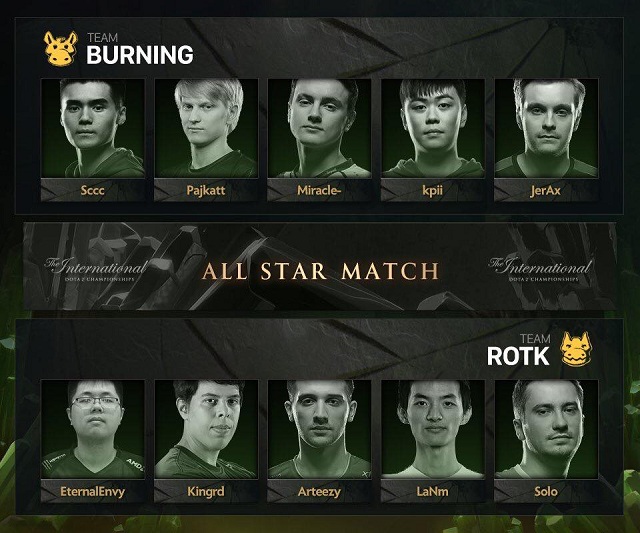 TEAM
BURNING
Sccc
Pajkatt
Miracle-
kpii
JerAx
The International
DOTA 2 CHAMPIONSHIPS
ALL STAR MATCH
The International
DOTA 2 CHAMPIONSHIPS
TEAM
ROTK
AMD
EternalEnvy
Kingrd
Arteezy
LaNm
Solo